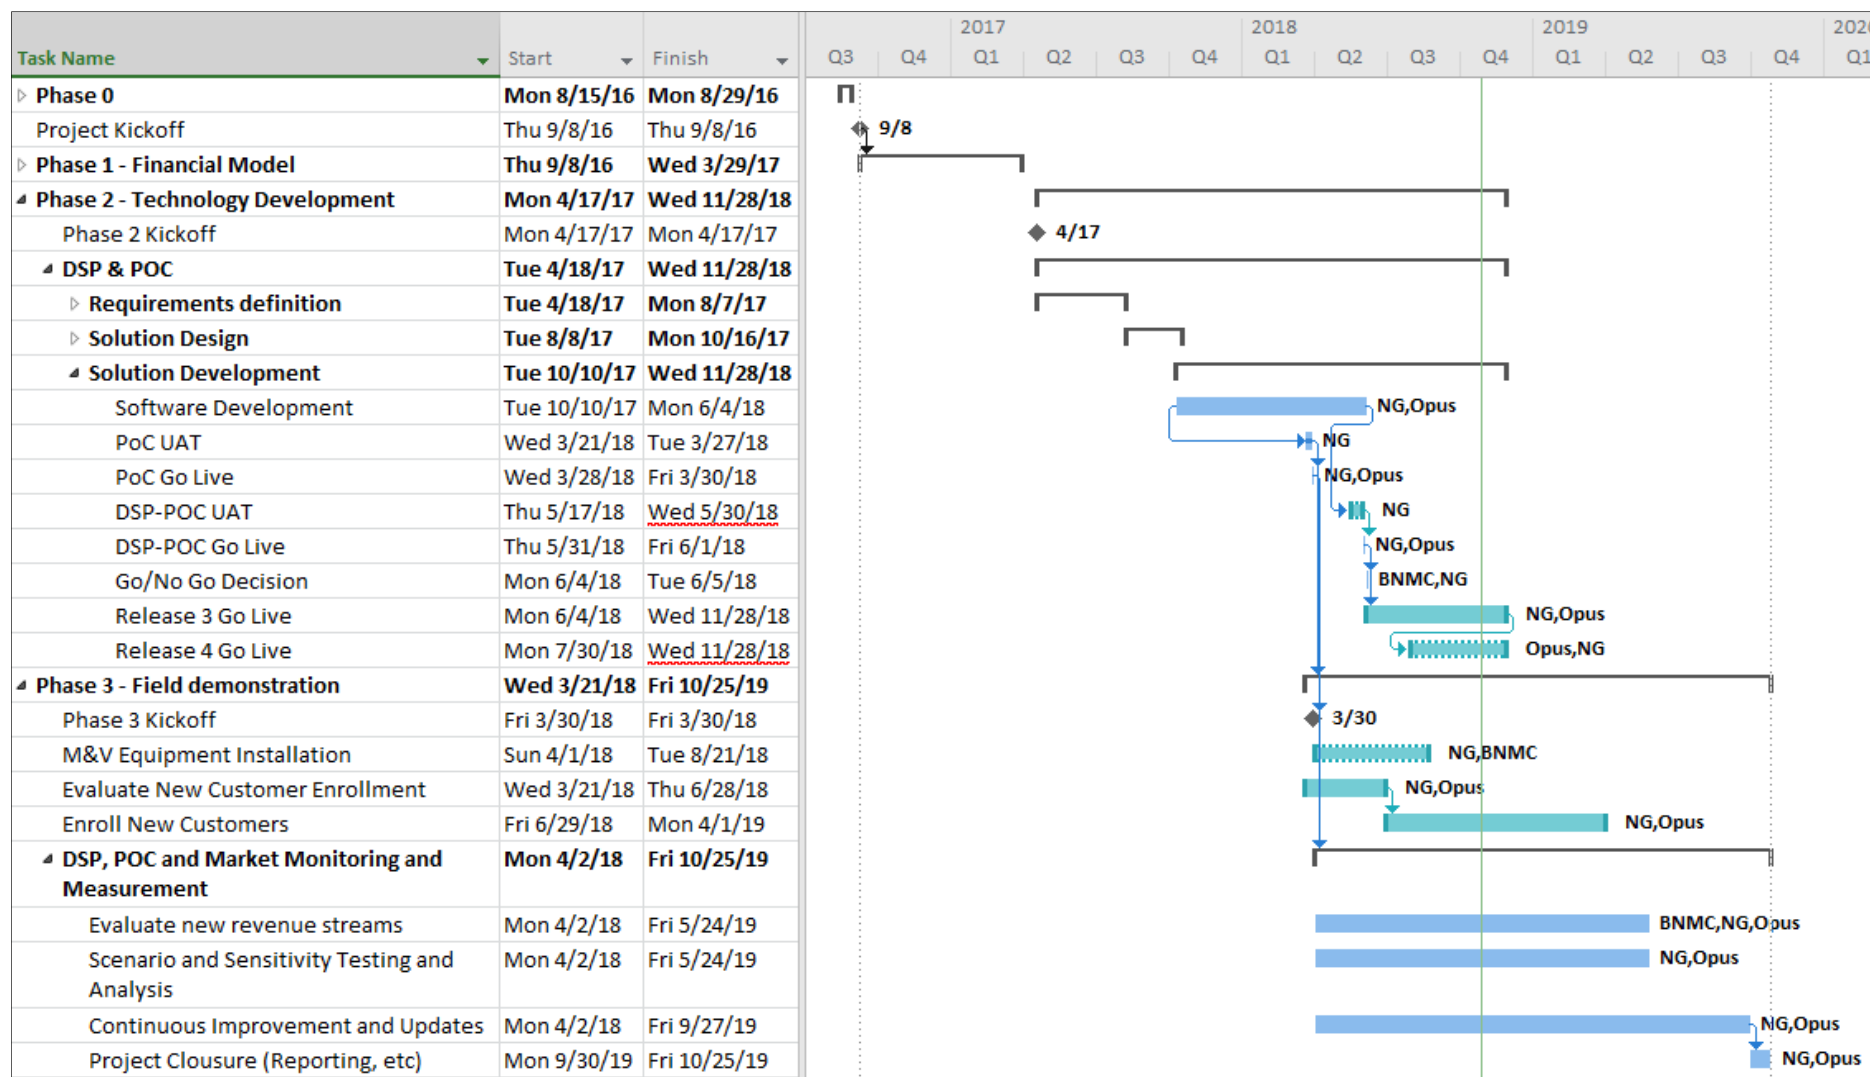 2017 2018 2019 2020
Task Name Start Finish Q3 Q4 Q1 Q2 Q3 Q4 Q1 Q2 Q3 Q4 Q1 Q2 Q3 Q4 Q1
Phase 0 Mon 8/15/16 Mon 8/29/16
Project Kickoff Thu 9/8/16 Thu 9/8/16 9/8
Phase 1 - Financial Model Thu 9/8/16 Wed 3/29/17
Phase 2 - Technology Development Mon 4/17/17 Wed 11/28/18
Phase 2 Kickoff Mon 4/17/17 Mon 4/17/17 4/17
DSP & POC Tue 4/18/17 Wed 11/28/18
Requirements definition Tue 4/18/17 Mon 8/7/17
Solution Design Tue 8/8/17 Mon 10/16/17
Solution Development Tue 10/10/17 Wed 11/28/18
Software Development Tue 10/10/17 Mon 6/4/18 NG,Opus
PoC UAT Wed 3/21/18 Tue 3/27/18 NG
PoC Go Live Wed 3/28/18 Fri 3/30/18 NG,Opus
DSP-POC UAT Thu 5/17/18 Wed 5/30/18 NG
DSP-POC Go Live Thu 5/31/18 Fri 6/1/18 NG,Opus
Go/No Go Decision Mon 6/4/18 Tue 6/5/18 BNMC,NG
Release 3 Go Live Mon 6/4/18 Wed 11/28/18 NG,Opus
Release 4 Go Live Mon 7/30/18 Wed 11/28/18 Opus,NG
Phase 3 - Field demonstration Wed 3/21/18 Fri 10/25/19
Phase 3 Kickoff Fri 3/30/18 Fri 3/30/18 3/30
M&V Equipment Installation Sun 4/1/18 Tue 8/21/18 NG,BNMC
Evaluate New Customer Enrollment Wed 3/21/18 Thu 6/28/18 NG,Opus
Enroll New Customers Fri 6/29/18 Mon 4/1/19 NG,Opus
DSP, POC and Market Monitoring and Mon 4/2/18 Fri 10/25/19
Measurement
Evaluate new revenue streams Mon 4/2/18 Fri 5/24/19 BNMC,NG,Opus
Scenario and Sensitivity Testing and Mon 4/2/18 Fri 5/24/19 NG,Opus
Analysis
Continuous Improvement and Updates Mon 4/2/18 Fri 9/27/19 NG,Opus
Project Clousure (Reporting, etc) Mon 9/30/19 Fri 10/25/19 NG,Opus